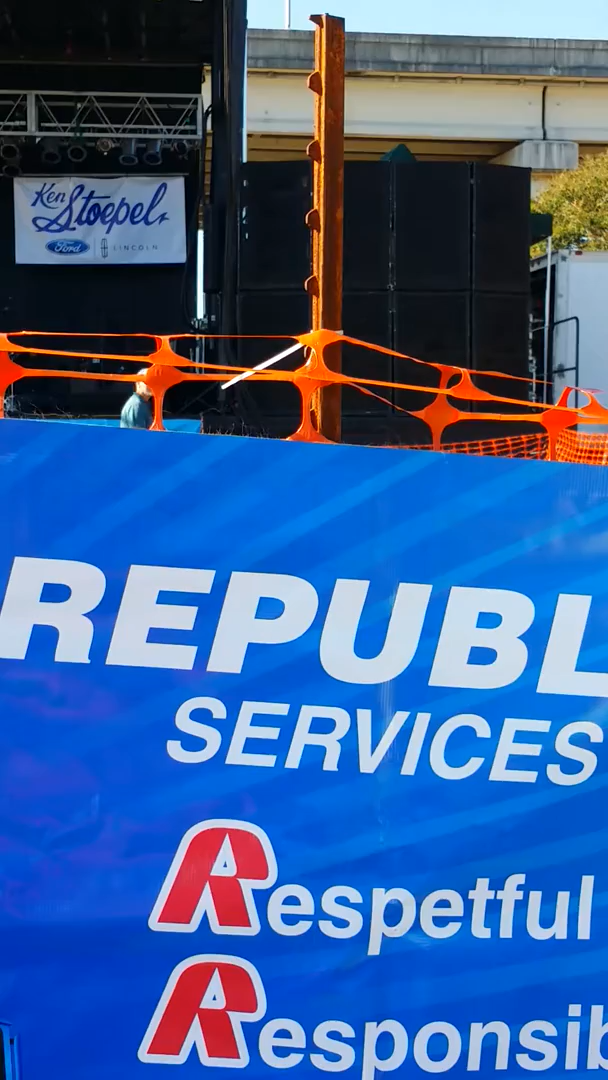 Ken
Stoepel
Ford LINCOLN
REPUBL
SERVICES
Respetful
Responsib